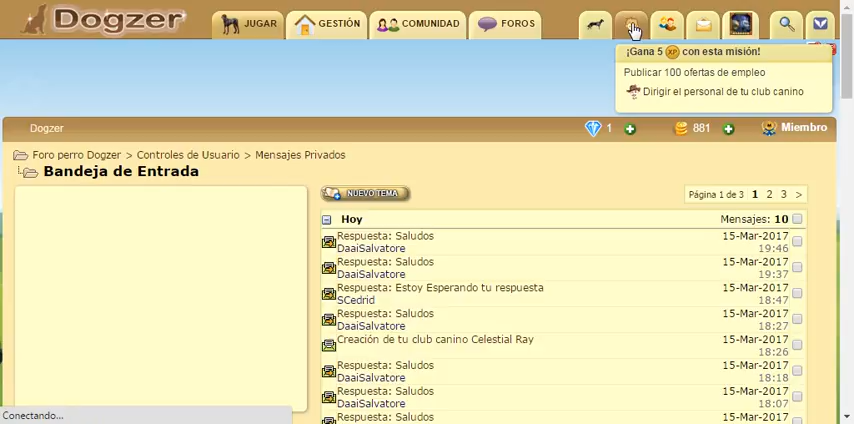 Dogzer JUGAR GESTIÓN COMUNIDAD FOROS
¡Gana 5 XP con esta misión!
Publicar 100 ofertas de empleo
Dirigir el personal de tu club canino
Dogzer 1 881 Miembro
Foro perro Dogzer > Controles de Usuario > Mensajes Privados
Bandeja de Entrada
NUEVO TEMA Página 1 de 3 1 2 3 >
Hoy Mensajes: 10
Respuesta: Saludos 15-Mar-2017
DaaiSalvatore 19:46
Respuesta: Saludos 15-Mar-2017
DaaiSalvatore 19:37
Respuesta: Estoy Esperando tu respuesta 15-Mar-2017
SCedrid 18:47
Respuesta: Saludos 15-Mar-2017
DaaiSalvatore 18:27
Creación de tu club canino Celestial Ray 15-Mar-2017
18:26
Respuesta: Saludos 15-Mar-2017
DaaiSalvatore 18:18
Respuesta: Saludos 15-Mar-2017
DaaiSalvatore 18:07
Respuesta: Saludos 15-Mar-2017
Conectando...